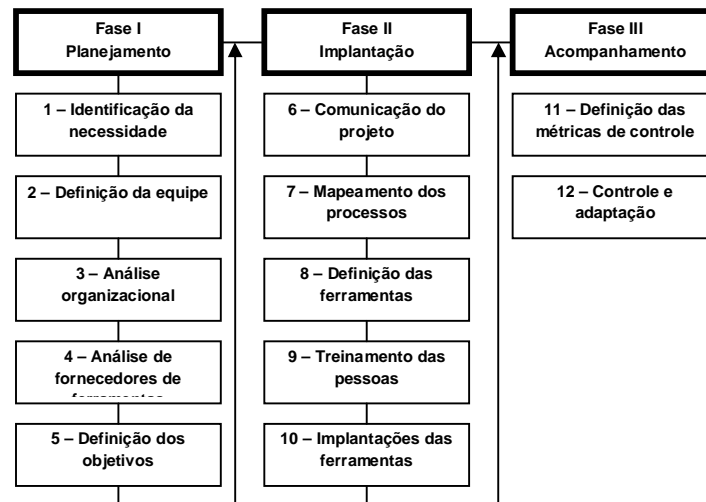 Fase I
Planejamento
1 – Identificação da
necessidade
2 – Definição da equipe
3 – Análise
organizacional
4 – Análise de
fornecedores de
ferramentas
5 – Definição dos
objetivos
Fase II
Implantação
6 – Comunicação do
projeto
7 – Mapeamento dos
processos
8 – Definição das
ferramentas
9 – Treinamento das
pessoas
10 – Implantações das
ferramentas
Fase III
Acompanhamento
11 – Definição das
métricas de controle
12 – Controle e
adaptação